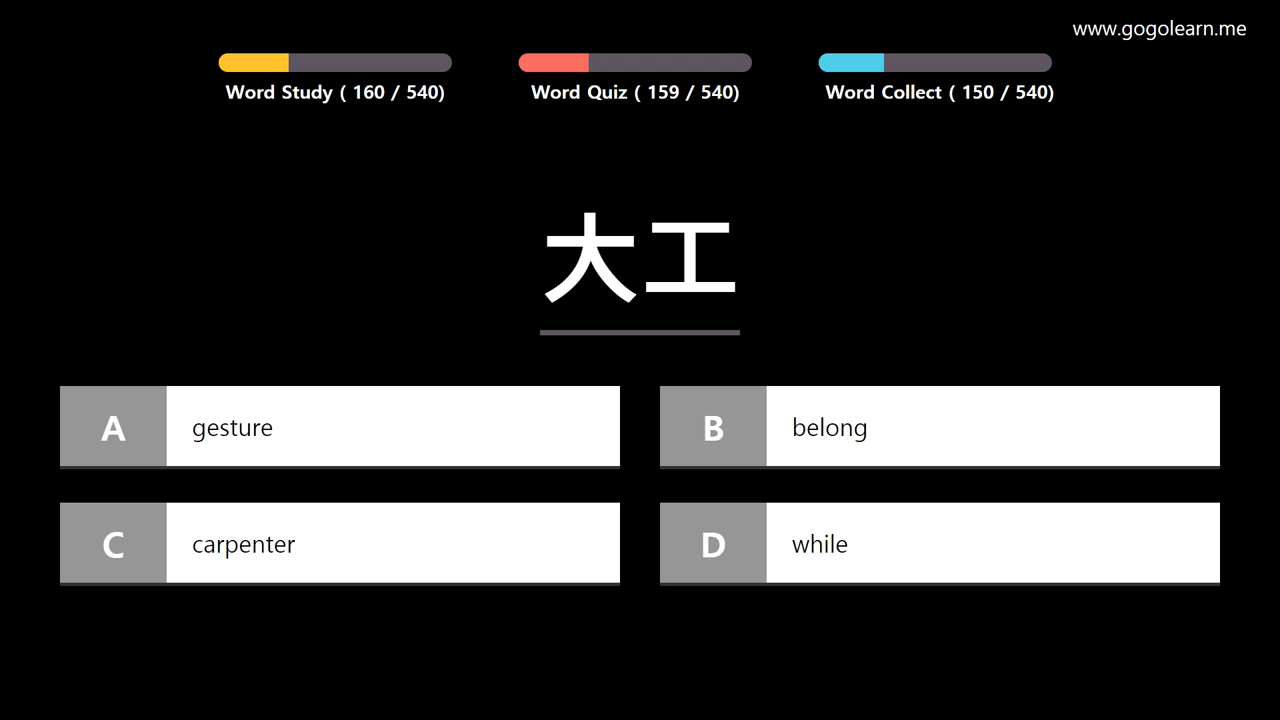 www.gogolearn.me
Word Study ( 160 / 540)
Word Quiz ( 159 / 540)
Word Collect ( 150 / 540)
大工
A gesture
B belong
C carpenter
D while